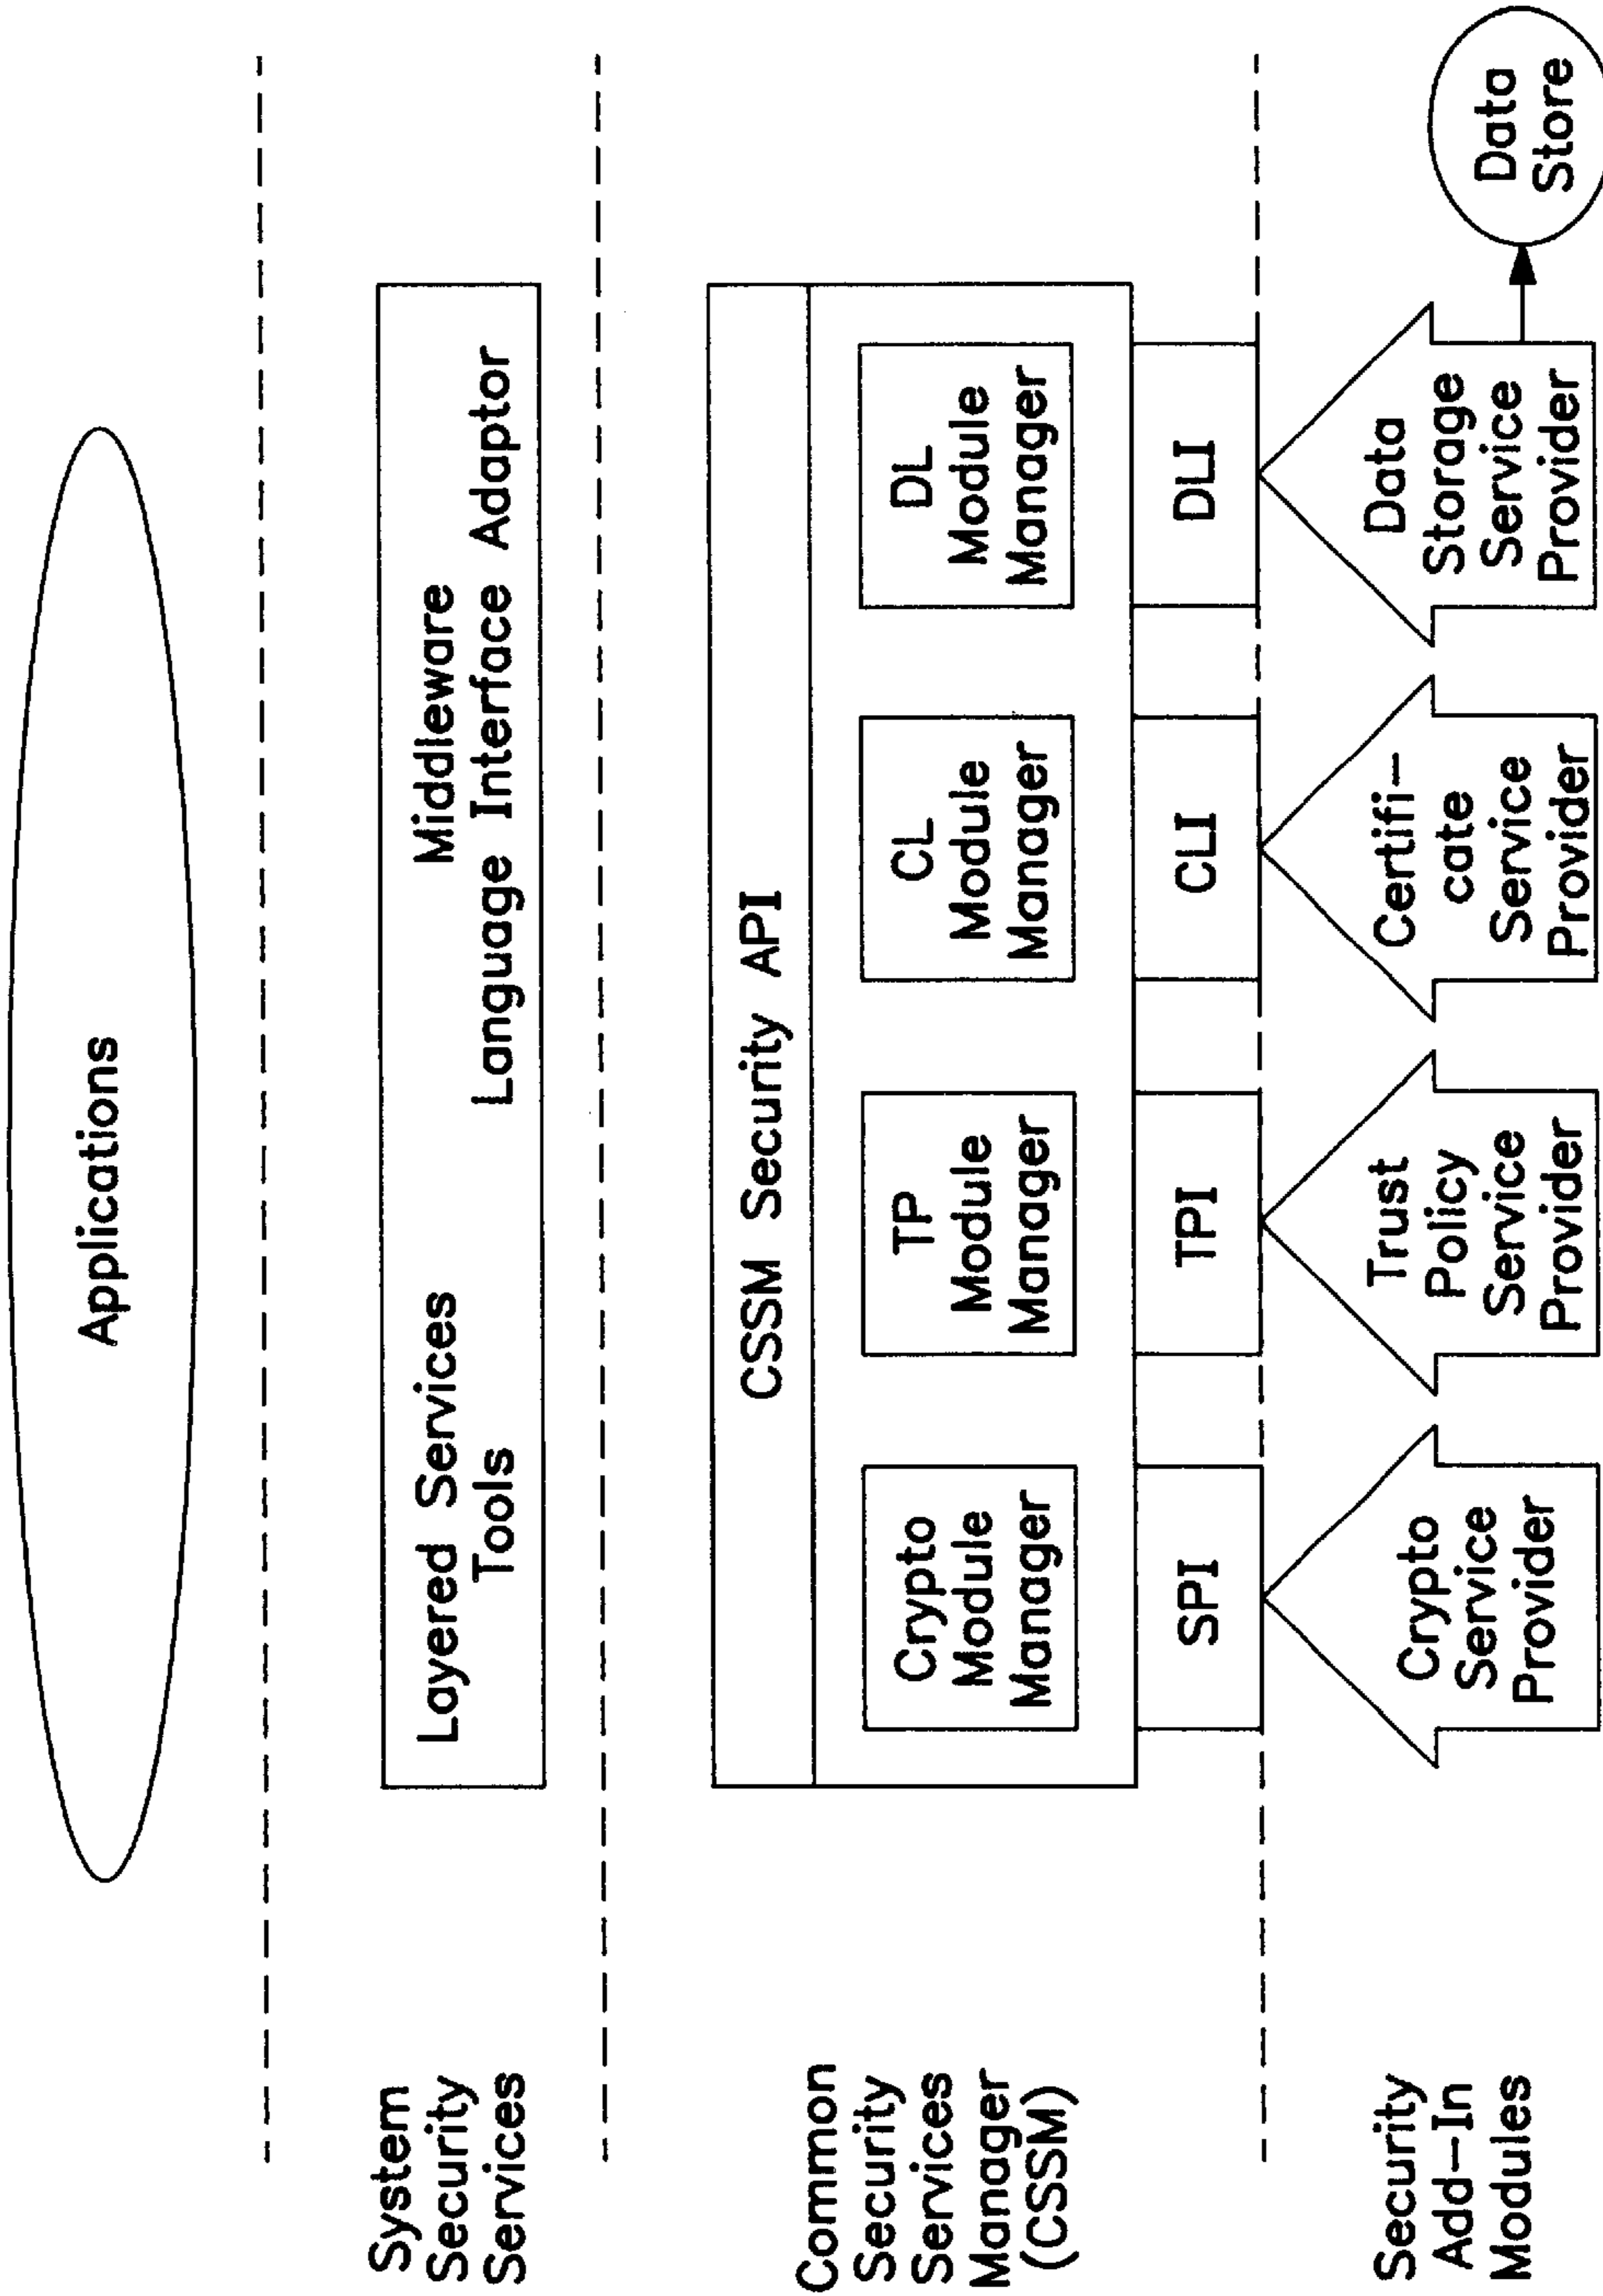 Applications
System
Security
Services
Layered Services
Tools
Middleware
Language Interface Adaptor
Common
Security
Services
Manager
(CSSM)
CSSM Security API
Crypto
Module
Manager
TP
Module
Manager
CL
Module
Manager
DL
Module
Manager
SPI
TPI
CLI
DLI
Security
Add-In
Modules
Crypto
Service
Provider
Trust
Policy
Service
Provider
Certifi-
cate
Service
Provider
Data
Storage
Service
Provider
Data
Store